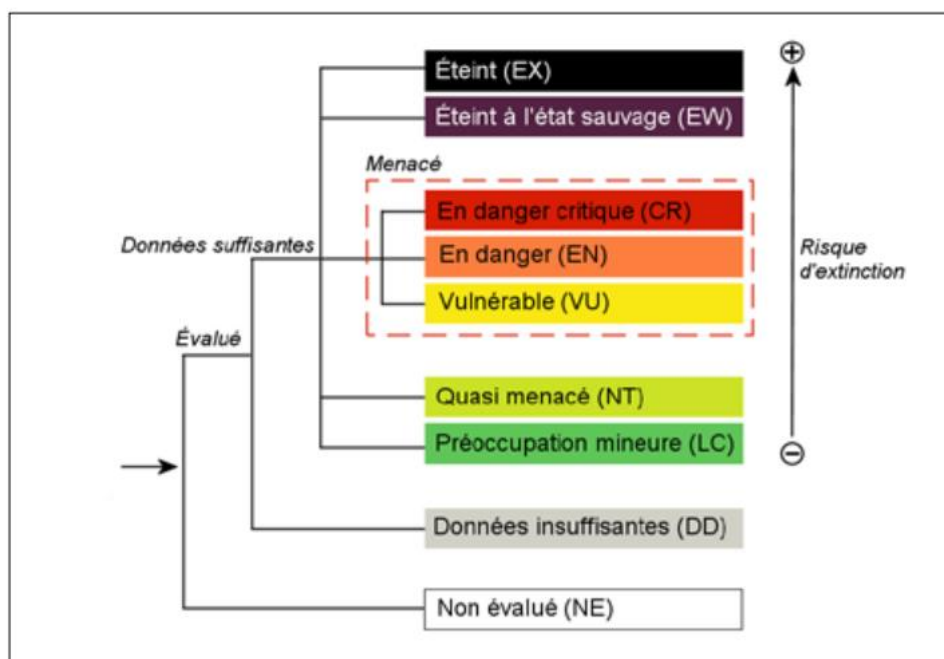 Éteint (EX)
Éteint à l'état sauvage (EW)
Menacé
En danger critique (CR)
Données suffisantes
En danger (EN)
Risque
d'extinction
Vulnérable (VU)
Évalué
Quasi menacé (NT)
Préoccupation mineure (LC)
Données insuffisantes (DD)
Non évalué (NE)